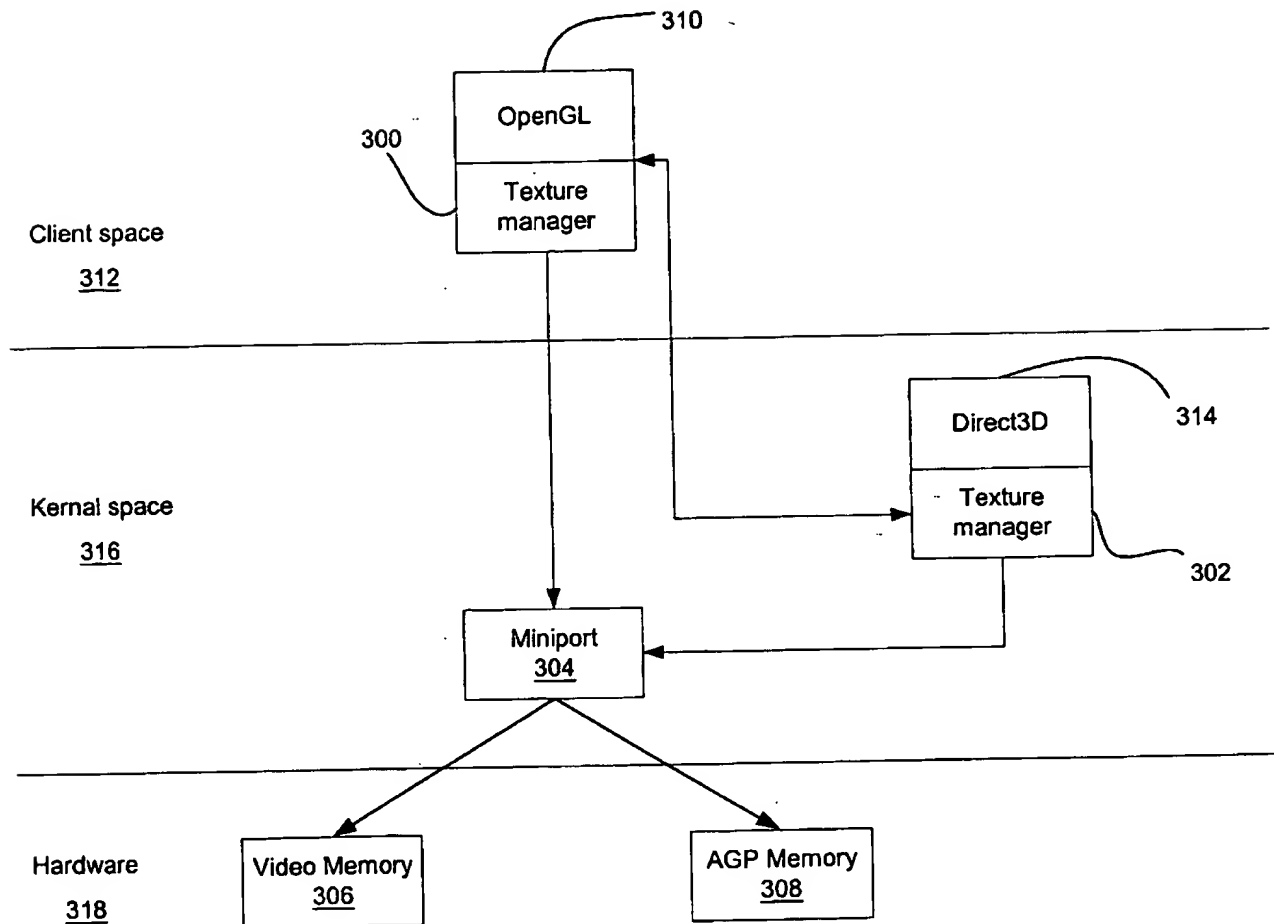 310
OpenGL
300
Texture
manager
Client space
312
Direct3D
314
Kernal space
316
Texture
manager
302
Miniport
304
Hardware
318
Video Memory
306
AGP Memory
308